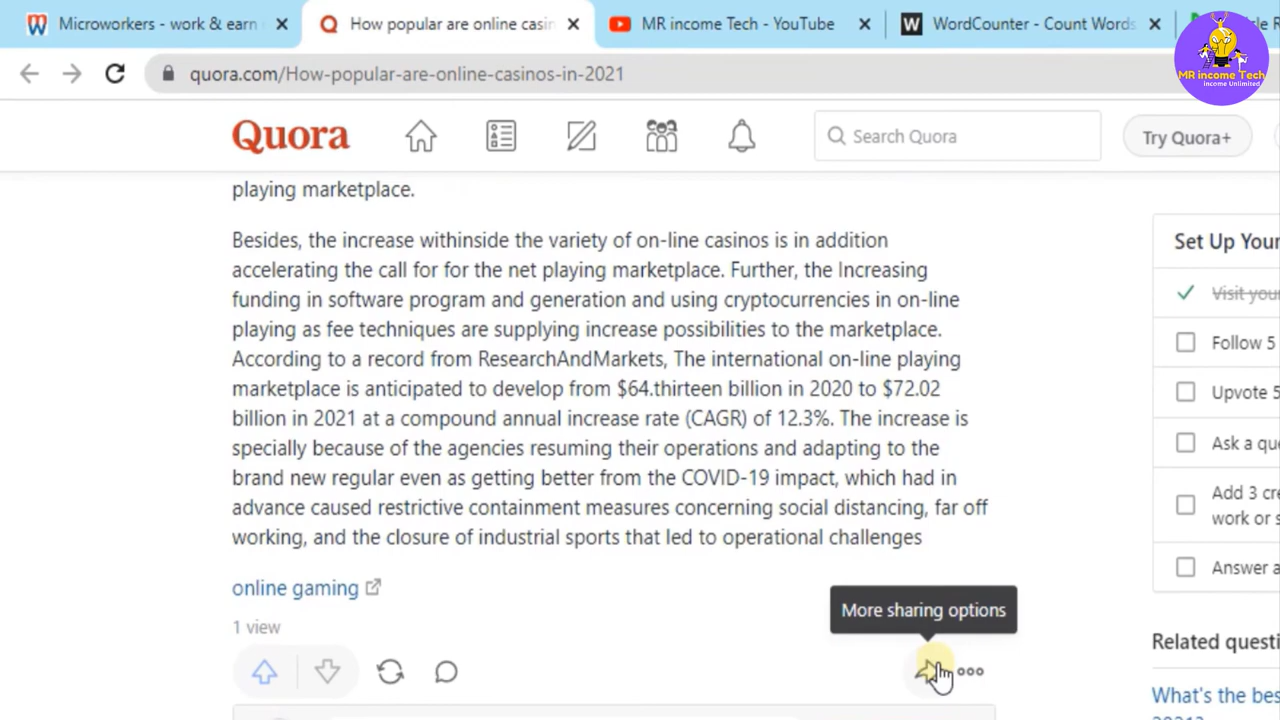 Microworkers - work & earn
How popular are online casin
MR income Tech - YouTube
WordCounter - Count Words
quora.com/How-popular-are-online-casinos-in-2021
MR income Tech
Income Unlimited
Quora
Search Quora
Try Quora+
playing marketplace.
Besides, the increase withinside the variety of on-line casinos is in addition
accelerating the call for for the net playing marketplace. Further, the Increasing
funding in software program and generation and using cryptocurrencies in on-line
playing as fee techniques are supplying increase possibilities to the marketplace.
According to a record from ResearchAndMarkets, The international on-line playing
marketplace is anticipated to develop from $64.thirteen billion in 2020 to $72.02
billion in 2021 at a compound annual increase rate (CAGR) of 12.3%. The increase is
specially because of the agencies resuming their operations and adapting to the
brand new regular even as getting better from the COVID-19 impact, which had in
advance caused restrictive containment measures concerning social distancing, far off
working, and the closure of industrial sports that led to operational challenges
online gaming
1 view
More sharing options
Set Up Your
Visit your
Follow 5
Upvote 5
Ask a qu
Add 3 cre
work or s
Answer a
Related questi
What's the bes